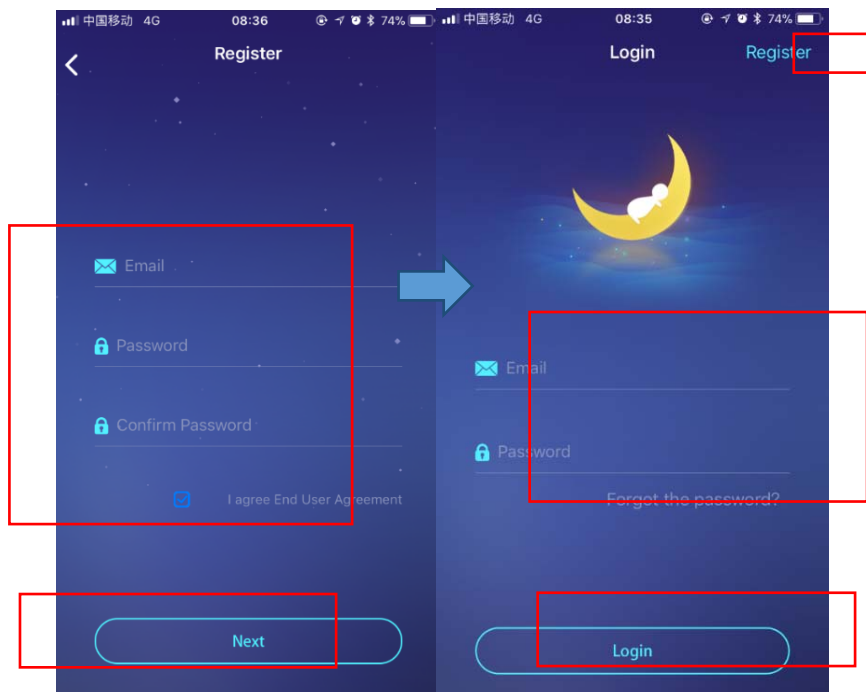 中国移动 4G 08:36 74%
Register
Email
Password
Confirm Password
I agree End User Agreement
Next
中国移动 4G 08:35 74%
Login Register
Email
Password
Forgot the password?
Login